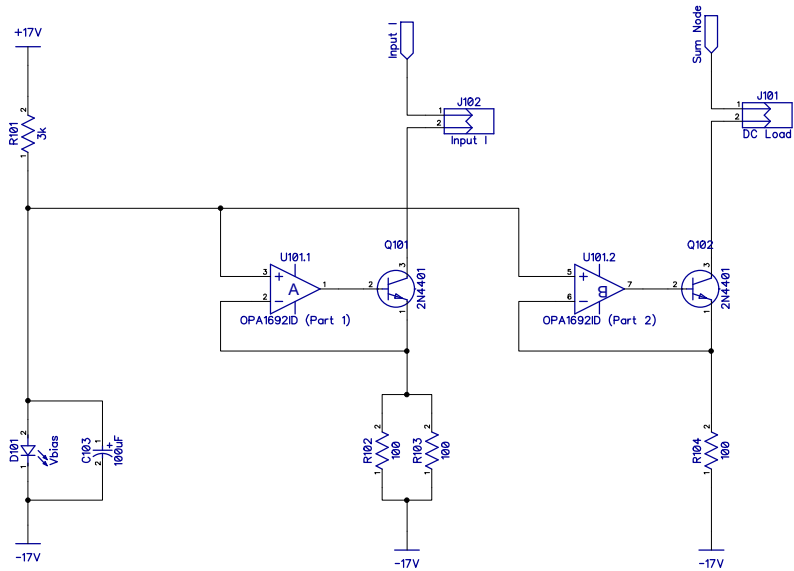 +17V
Input I
Sum Node
J102
1
2
Input I
J101
1
2
DC Load
2
R101
3k
1
Q101
3
2
1
2N4401
U101.1
3
2
A
1
OPA1692ID (Part 1)
Q102
3
2
1
2N4401
U101.2
5
6
B
7
OPA1692ID (Part 2)
2
D101
1
Vbias
1
C103
2
+
100uF
2
R102
1
100
2
R103
1
100
2
R104
1
100
-17V
-17V
-17V